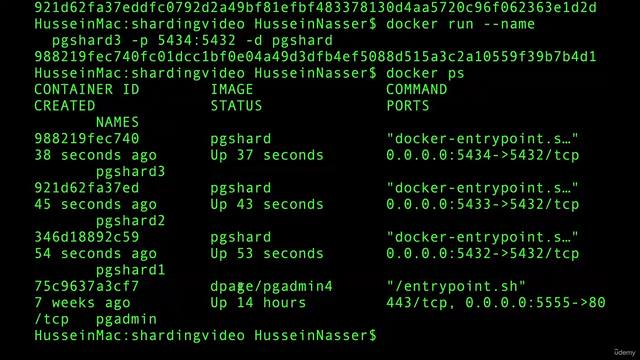 921d62fa37eddfc0792d2a49bf81efbf483378130d4aa5720c96f062363e1d2d
HusseinMac:shardingvideo HusseinNasser$ docker run --name
pgshard3 -p 5434:5432 -d pgshard
988219fec740fc01dcc1bf0e04a49d3dfb4ef5088d515a3c2a10559f39b7b4d1
HusseinMac:shardingvideo HusseinNasser$ docker ps
CONTAINER ID IMAGE COMMAND
CREATED STATUS PORTS
NAMES
988219fec740 pgshard "docker-entrypoint.s…"
38 seconds ago Up 37 seconds 0.0.0.0:5434->5432/tcp
pgshard3
921d62fa37ed pgshard "docker-entrypoint.s…"
45 seconds ago Up 43 seconds 0.0.0.0:5433->5432/tcp
pgshard2
346d18892c59 pgshard "docker-entrypoint.s…"
54 seconds ago Up 53 seconds 0.0.0.0:5432->5432/tcp
pgshard1
75c9637a3cf7 dpage/pgadmin4 "/entrypoint.sh"
7 weeks ago Up 14 hours 443/tcp, 0.0.0.0:5555->80
/tcp pgadmin
HusseinMac:shardingvideo HusseinNasser$
udemy